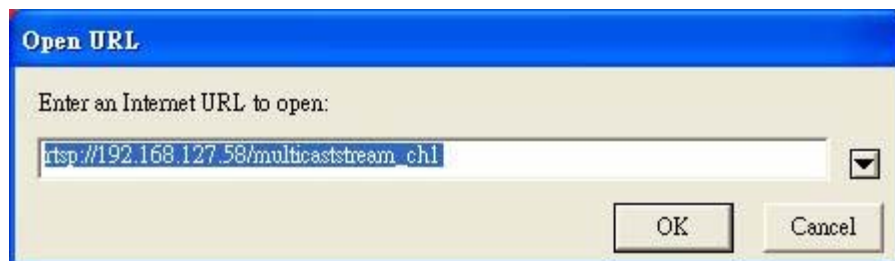 Open URL
Enter an Internet URL to open:
rtsp://192.168.127.58/multicaststream_ch1
OK
Cancel